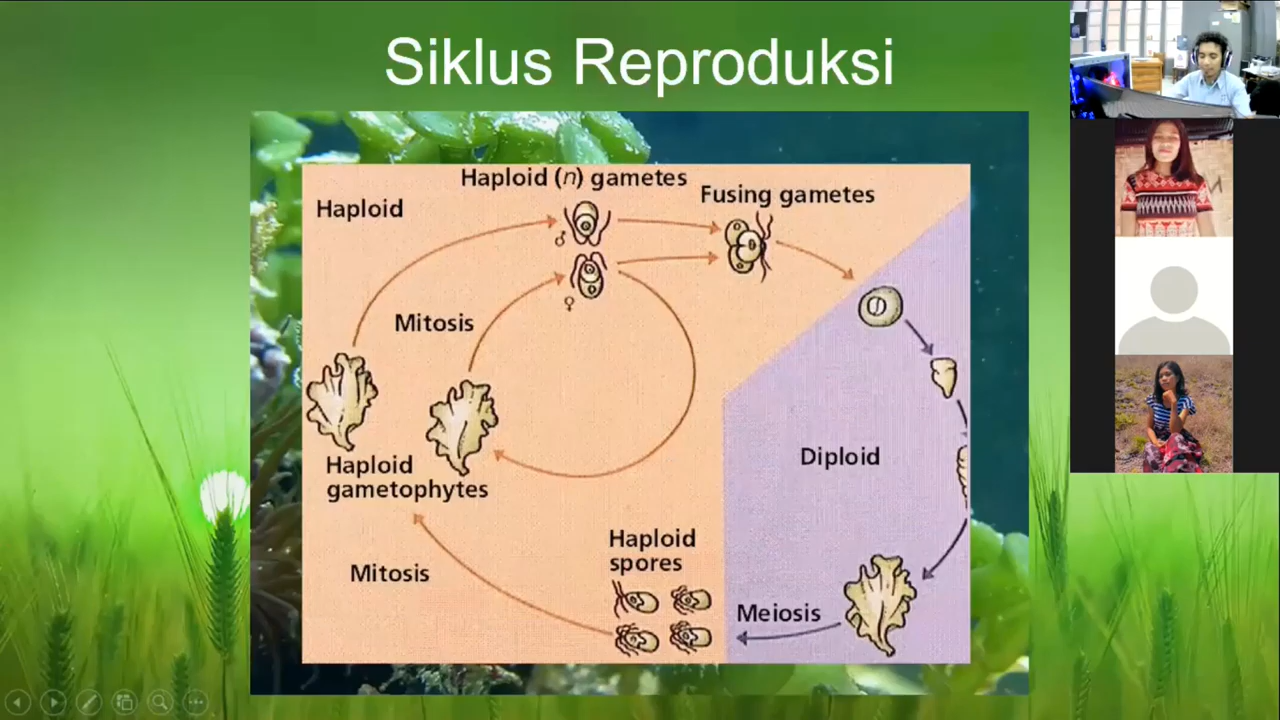 Siklus Reproduksi
Haploid (n) gametes
Fusing gametes
Haploid
♂
♀
Mitosis
Haploid
gametophytes
Diploid
Haploid
spores
Mitosis
Meiosis